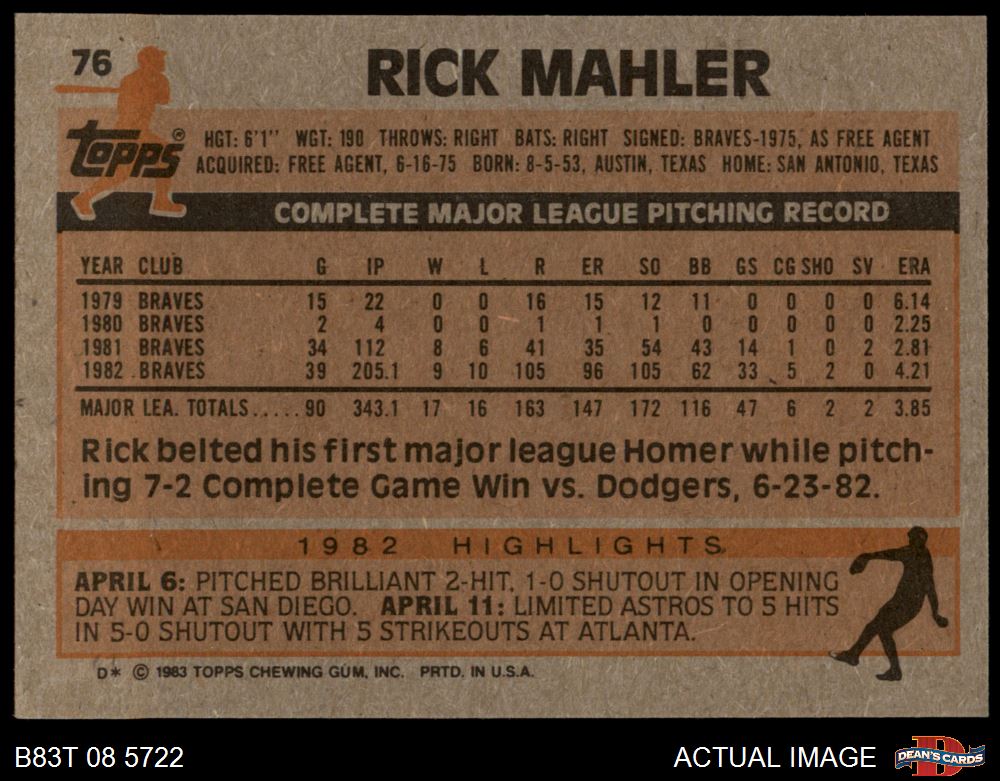 76
RICK MAHLER
topps ®
HGT: 6'1" WGT: 190 THROWS: RIGHT BATS: RIGHT SIGNED: BRAVES-1975, AS FREE AGENT
ACQUIRED: FREE AGENT, 6-16-75 BORN: 8-5-53, AUSTIN, TEXAS HOME: SAN ANTONIO, TEXAS
COMPLETE MAJOR LEAGUE PITCHING RECORD
YEAR CLUB G IP W L R ER SO BB GS CG SHO SV ERA
1979 BRAVES 15 22 0 0 16 15 12 11 0 0 0 0 6.14
1980 BRAVES 2 4 0 0 1 1 1 0 0 0 0 0 2.25
1981 BRAVES 34 112 8 6 41 35 54 43 14 1 0 2 2.81
1982 BRAVES 39 205.1 9 10 105 96 105 62 33 5 2 0 4.21
MAJOR LEA. TOTALS..... 90 343.1 17 16 163 147 172 116 47 6 2 2 3.85
Rick belted his first major league Homer while pitch-
ing 7-2 Complete Game Win vs. Dodgers, 6-23-82.
1982 HIGHLIGHTS
APRIL 6: PITCHED BRILLIANT 2-HIT, 1-0 SHUTOUT IN OPENING
DAY WIN AT SAN DIEGO. APRIL 11: LIMITED ASTROS TO 5 HITS
IN 5-0 SHUTOUT WITH 5 STRIKEOUTS AT ATLANTA.
D* © 1983 TOPPS CHEWING GUM, INC. PRTD. IN U.S.A.
B83T 08 5722
ACTUAL IMAGE
D
DEAN'S CARDS